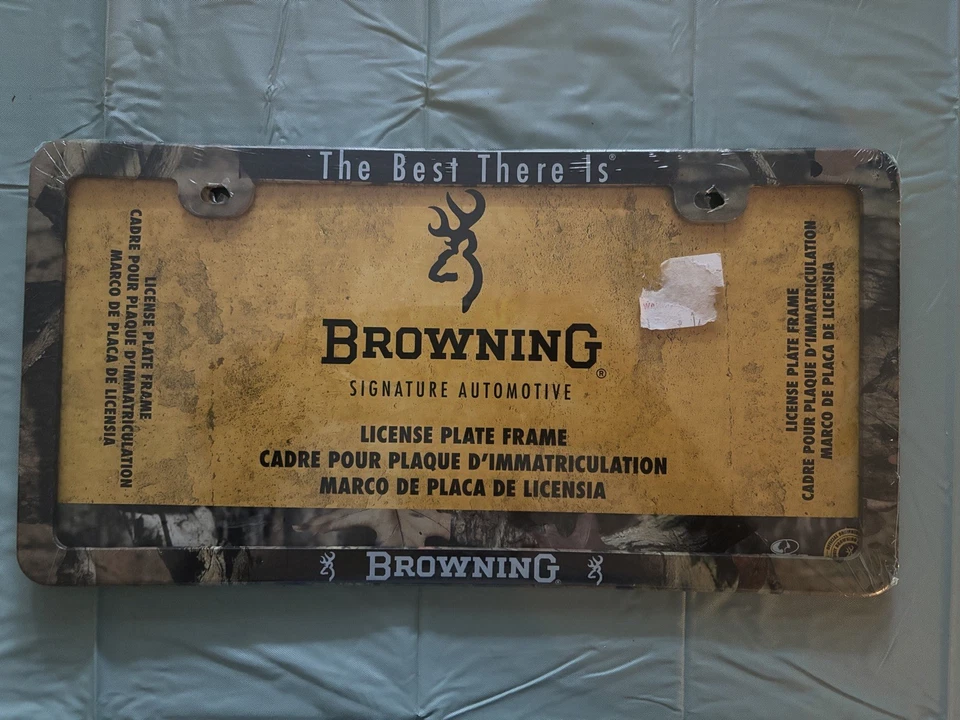 The Best There Is®
BROWNING®
SIGNATURE AUTOMOTIVE
LICENSE PLATE FRAME
CADRE POUR PLAQUE D'IMMATRICULATION
MARCO DE PLACA DE LICENSIA
LICENSE PLATE FRAME
CADRE POUR PLAQUE D'IMMATRICULATION
MARCO DE PLACA DE LICENSIA
LICENSE PLATE FRAME
CADRE POUR PLAQUE D'IMMATRICULATION
MARCO DE PLACA DE LICENSIA
BROWNING®